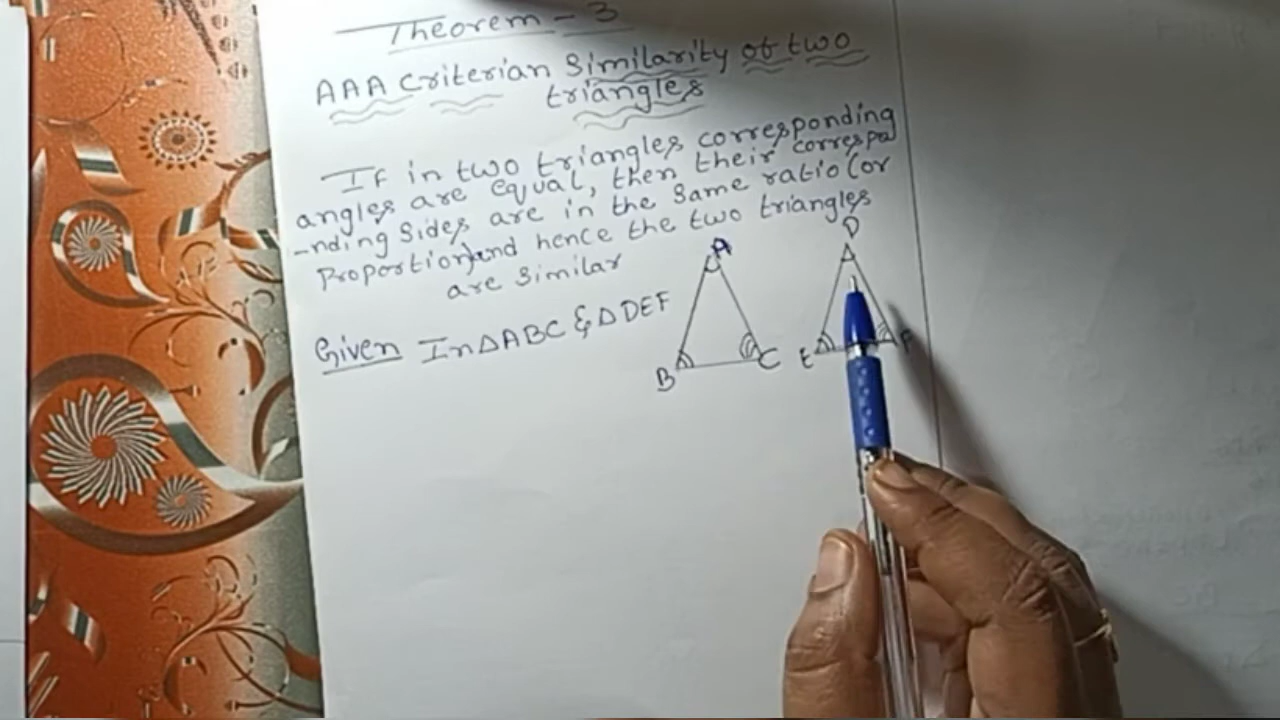 Theorem - 3
AAA Criterian Similarity of two
triangles
If in two triangles corresponding
angles are equal, then their correspo
-nding sides are in the same ratio (or
Proportion) and hence the two triangles
are similar
Given In ΔABC & ΔDEF
A
B
C
D
E
F